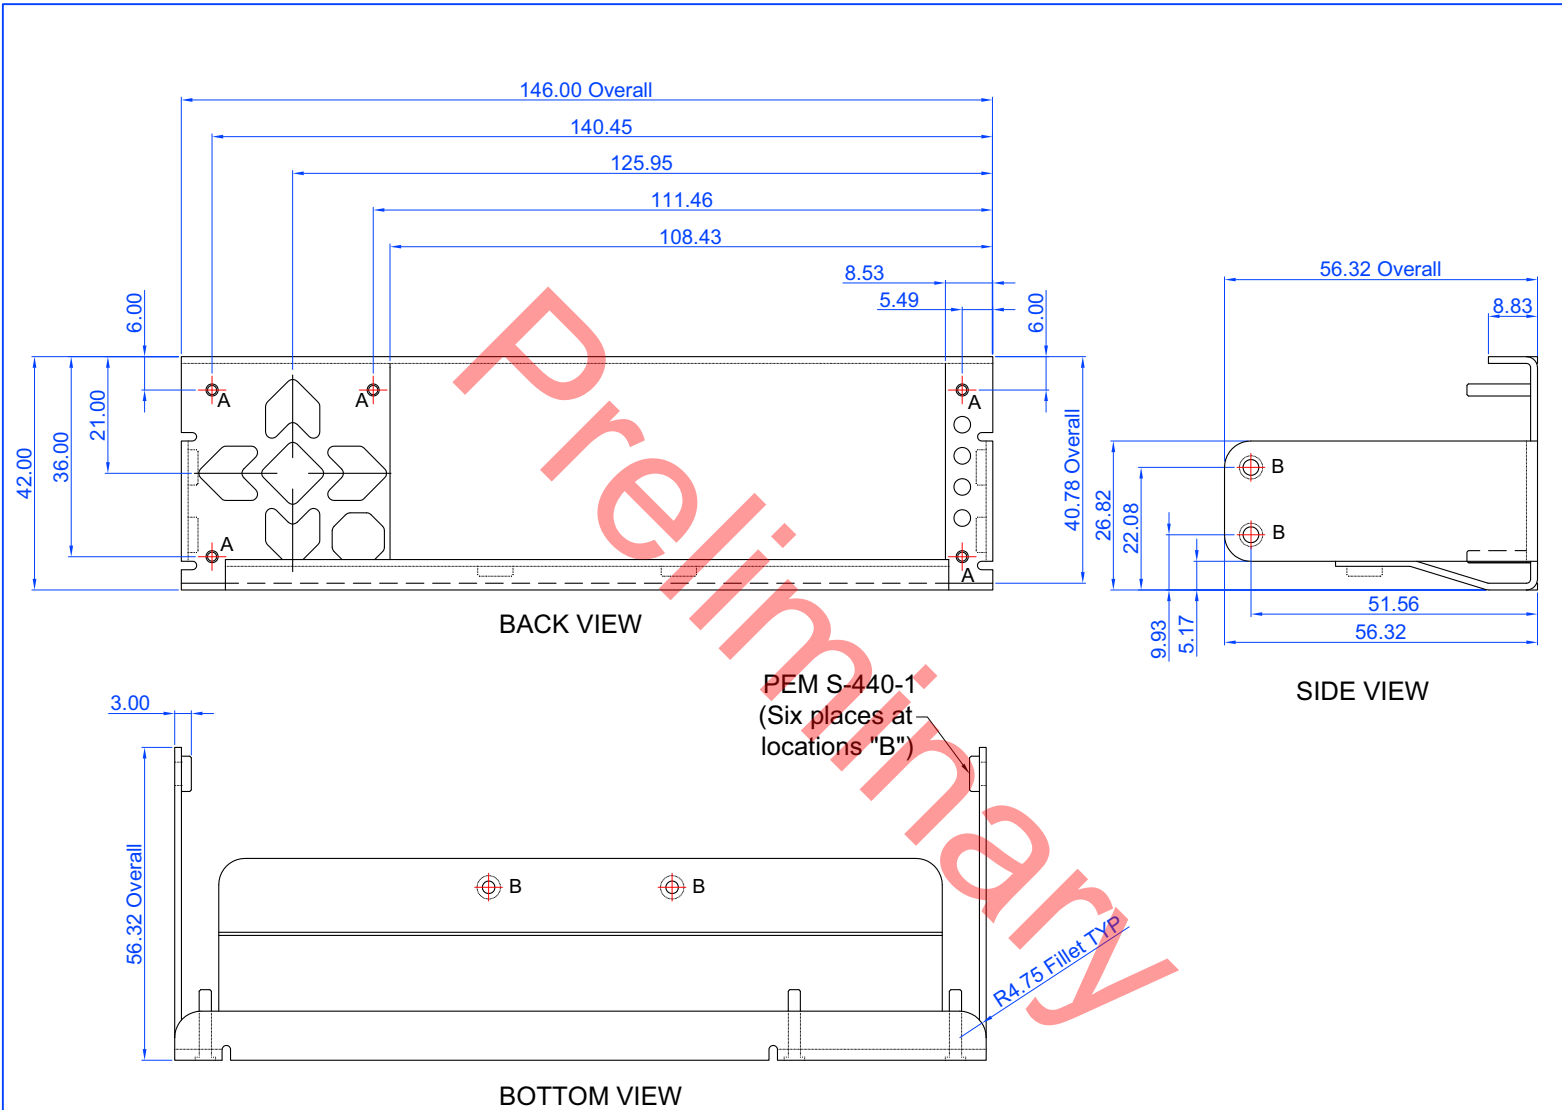 146.00 Overall
140.45
125.95
111.46
108.43
8.53
5.49
6.00
6.00
42.00
36.00
21.00
40.78 Overall
A
A
A
A
A
BACK VIEW
56.32 Overall
8.83
26.82
22.08
9.93
5.17
B
B
51.56
56.32
SIDE VIEW
Preliminary
PEM S-440-1
(Six places at
locations "B")
3.00
56.32 Overall
B
B
R4.75 Fillet TYP
BOTTOM VIEW